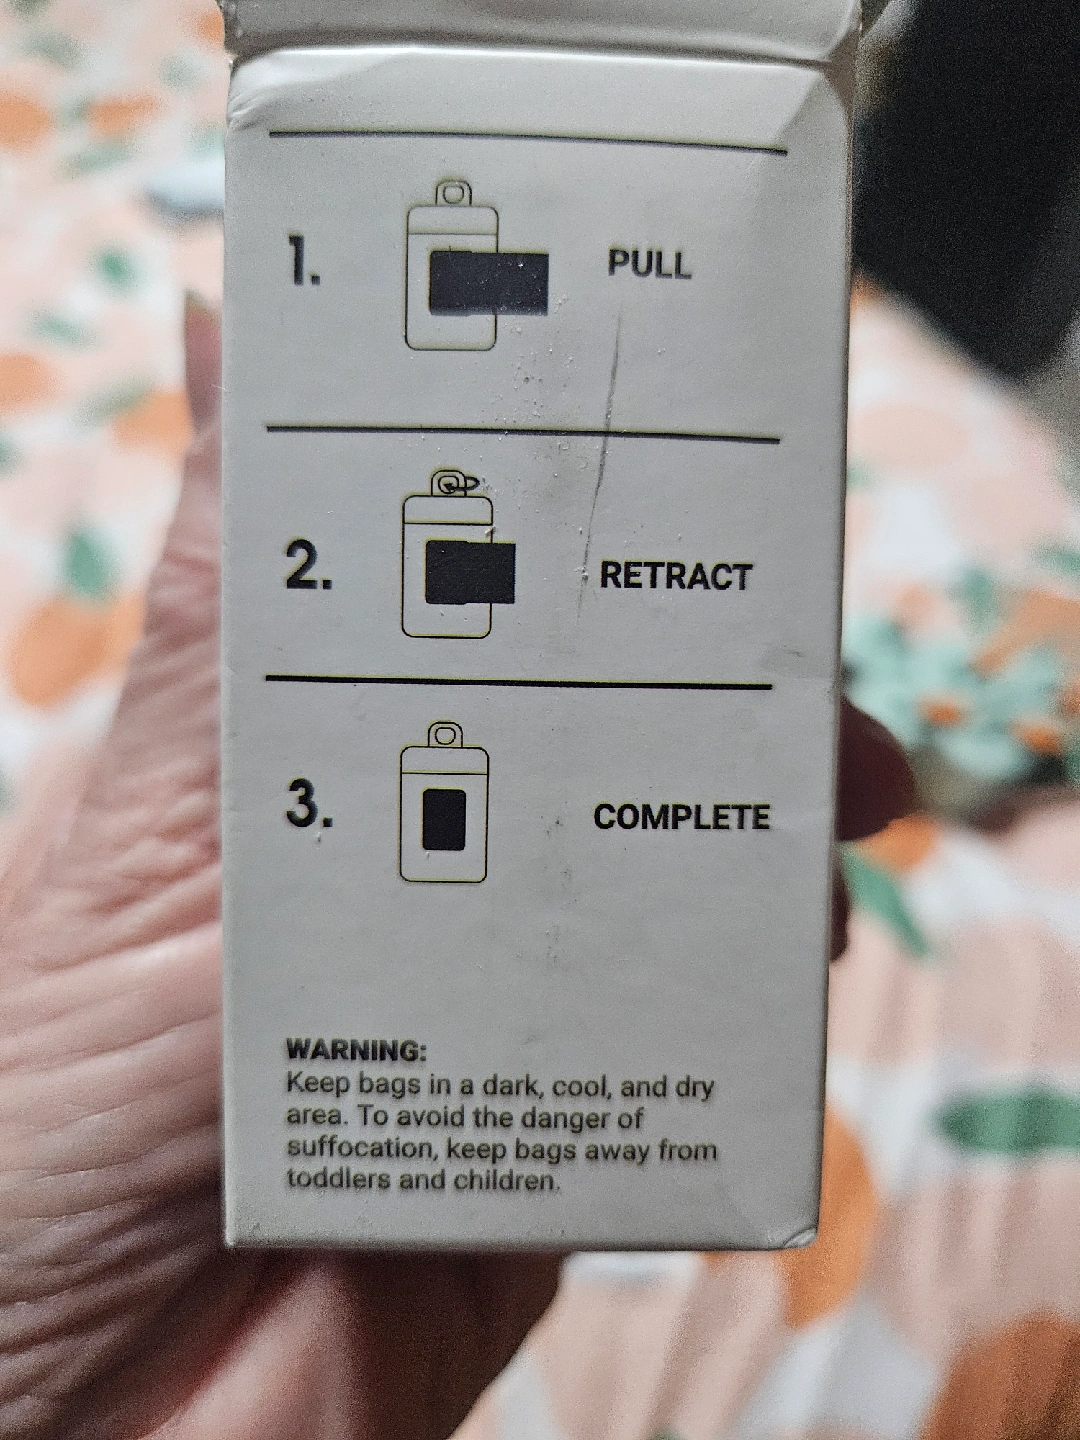 1. PULL
2. RETRACT
3. COMPLETE
WARNING:
Keep bags in a dark, cool, and dry
area. To avoid the danger of
suffocation, keep bags away from
toddlers and children.